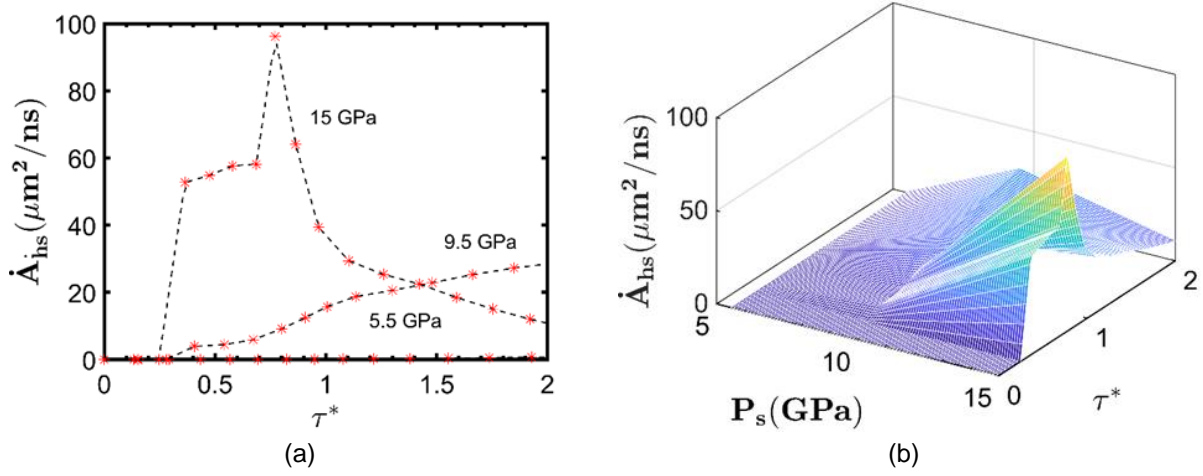 100
80
60
40
20
0
Ȧhs(μm²/ns)
15 GPa
9.5 GPa
5.5 GPa
0 0.5 1 1.5 2
τ*
(a)
100
50
0
Ȧhs(μm²/ns)
5 10 15
Ps(GPa)
0 1 2
τ*
(b)